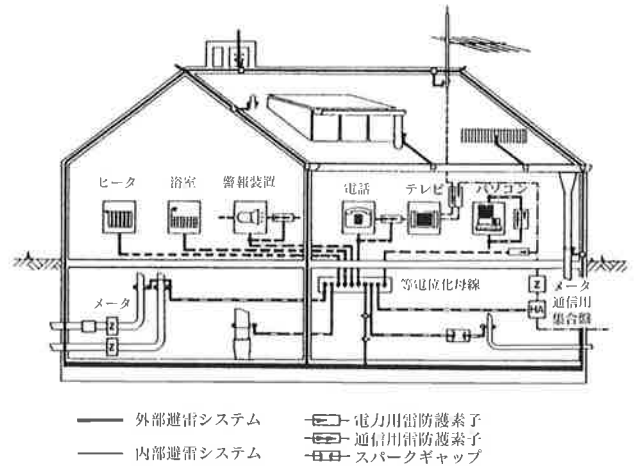 ヒータ 浴室 警報装置 電話 テレビ パソコン
メータ 等電位化母線 メータ
通信用
集合盤
Z Z Z HA
外部避雷システム 電力用雷防護素子
通信用雷防護素子
内部避雷システム スパークギャップ